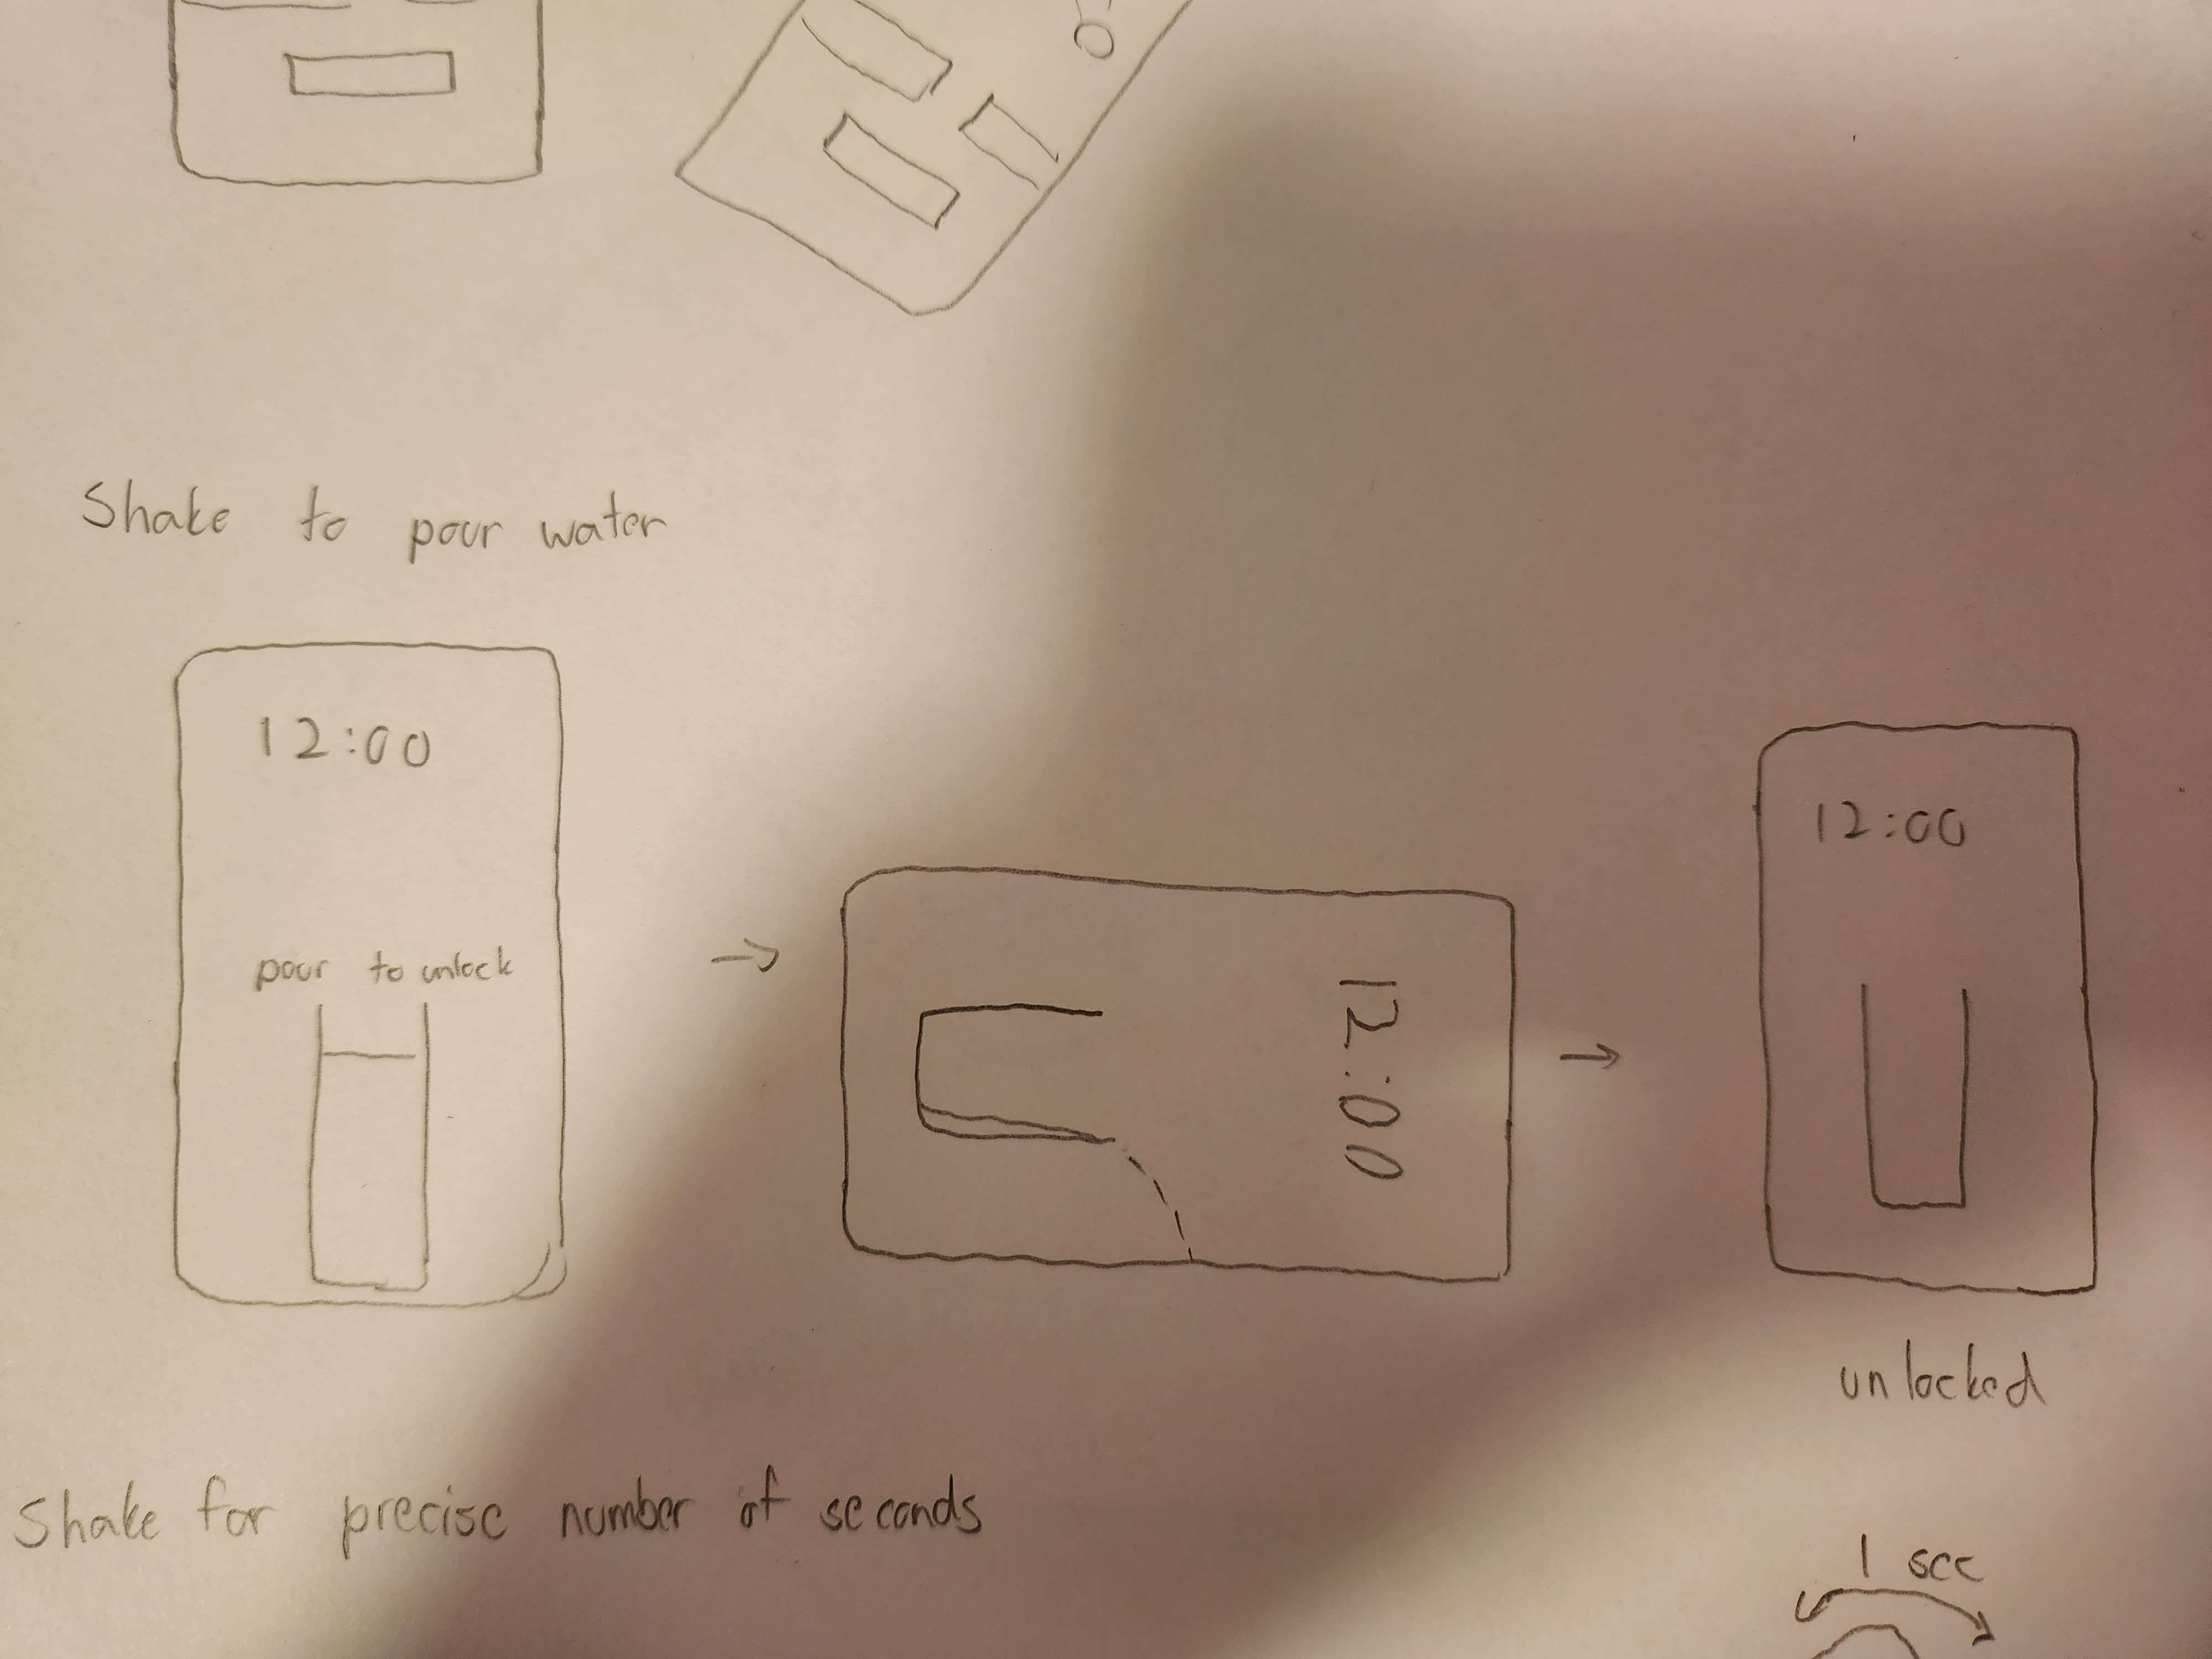 Shake to pour water
12:00
pour to unlock
12:00
12:00
unlocked
Shake for precise number of seconds
1 sec